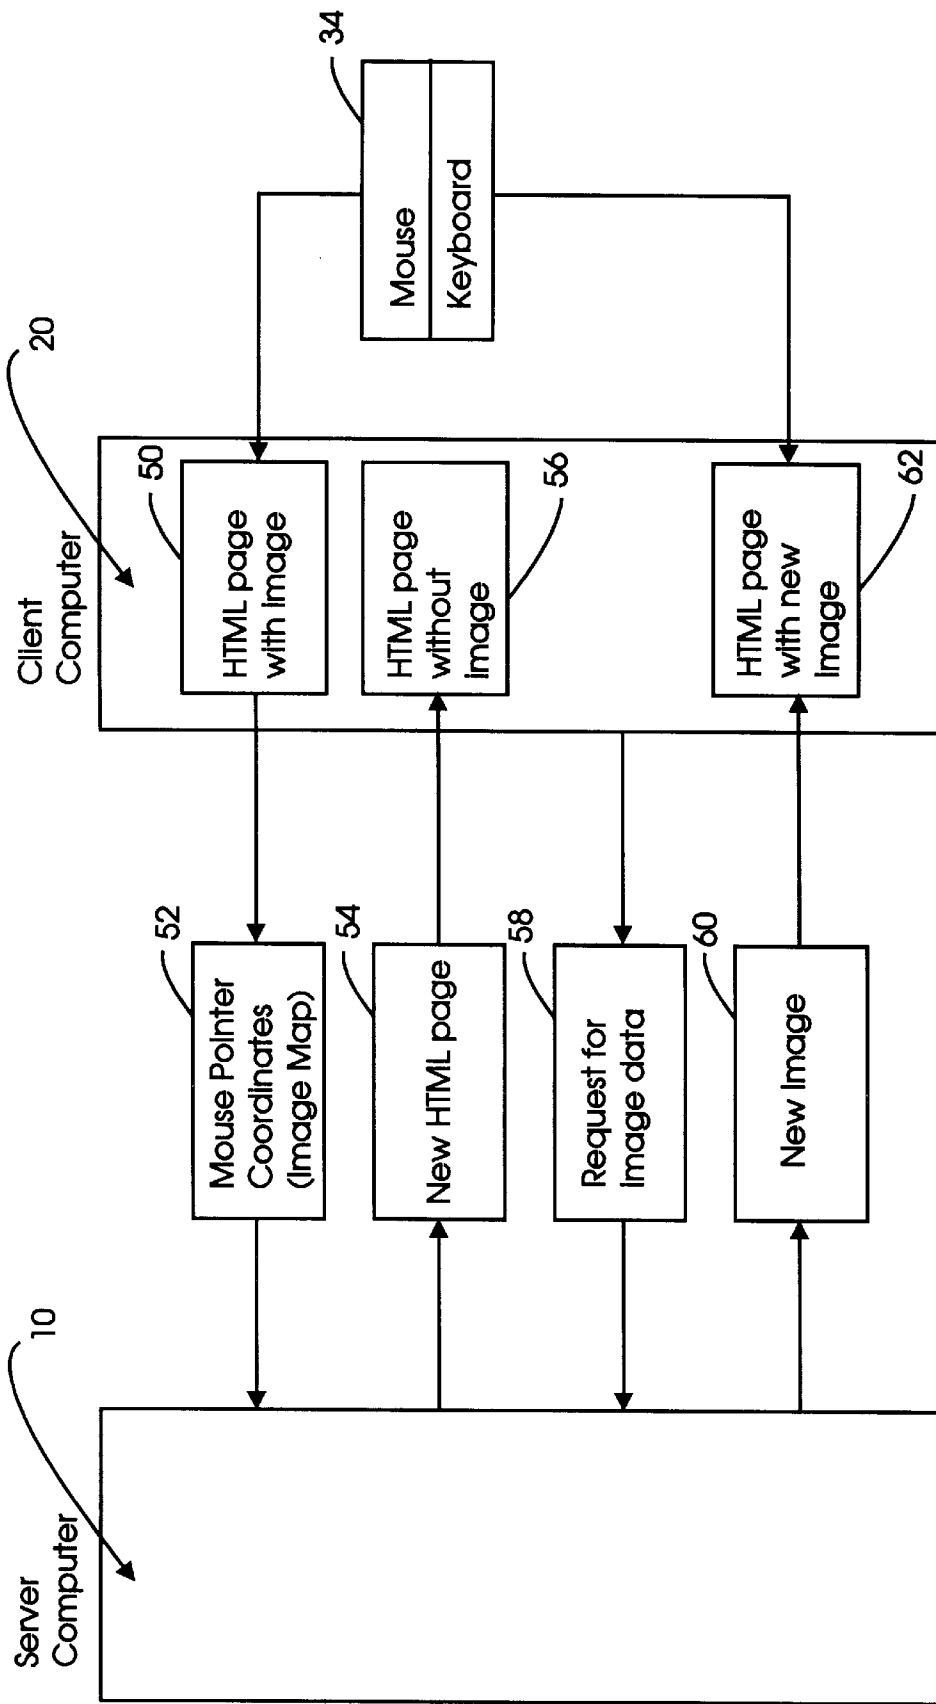 Server
Computer
10
Client
Computer
20
Mouse Pointer
Coordinates
(Image Map)
52
HTML page
with image
50
Mouse
Keyboard
34
New HTML page
54
HTML page
without
image
56
Request for
image data
58
New Image
60
HTML page
with new
image
62